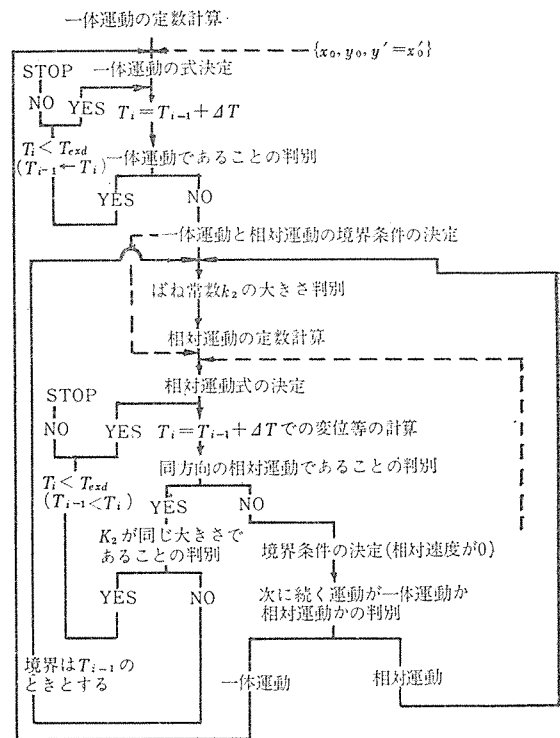 一体運動の定数計算
{x₀, y₀, y′=x₀′}
STOP
一体運動の式決定
NO
YES
Tᵢ=Tᵢ₋₁+ΔT
Tᵢ<Texd
(Tᵢ₋₁←Tᵢ)
一体運動であることの判別
YES
NO
一体運動と相対運動の境界条件の決定
ばね常数k₂の大きさ判別
相対運動の定数計算
相対運動式の決定
STOP
NO
YES
Tᵢ=Tᵢ₋₁+ΔTでの変位等の計算
同方向の相対運動であることの判別
Tᵢ<Texd
(Tᵢ₋₁<Tᵢ)
YES
NO
K₂が同じ大きさで
あることの判別
境界条件の決定(相対速度が0)
YES
NO
次に続く運動が一体運動か
相対運動かの判別
境界はTᵢ₋₁の
ときとする
一体運動
相対運動